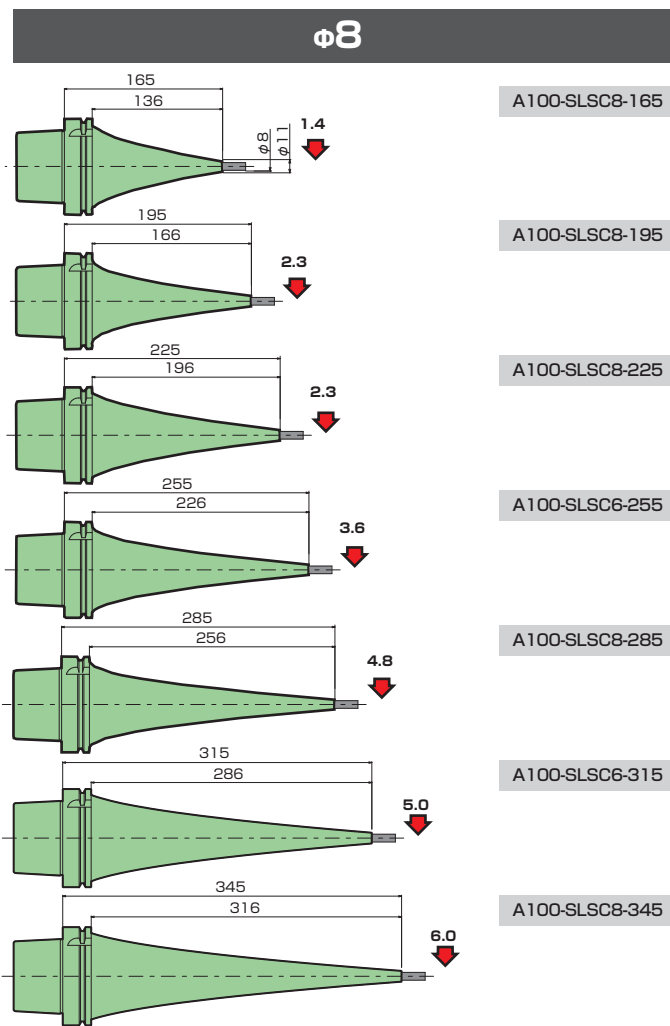 Φ8
165
136
1.4
φ8
φ11
A100-SLSC8-165
195
166
2.3
A100-SLSC8-195
225
196
2.3
A100-SLSC8-225
255
226
3.6
A100-SLSC6-255
285
256
4.8
A100-SLSC8-285
315
286
5.0
A100-SLSC6-315
345
316
6.0
A100-SLSC8-345